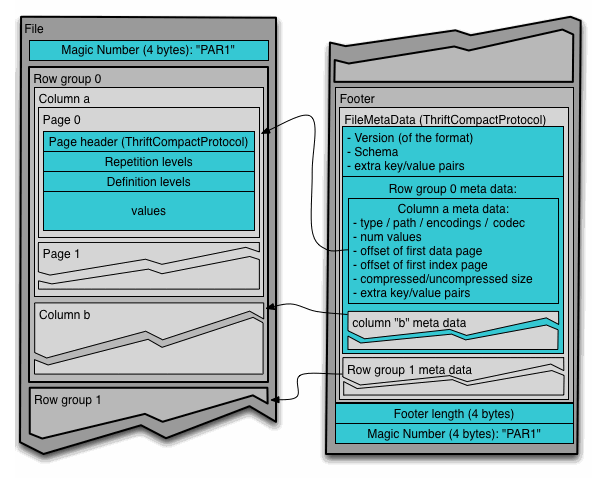 File
Magic Number (4 bytes): "PAR1"
Row group 0
Column a
Page 0
Page header (ThriftCompactProtocol)
Repetition levels
Definition levels
values
Page 1
Column b
Row group 1
Footer
FileMetaData (ThriftCompactProtocol)
- Version (of the format)
- Schema
- extra key/value pairs
Row group 0 meta data:
Column a meta data:
- type / path / encodings / codec
- num values
- offset of first data page
- offset of first index page
- compressed/uncompressed size
- extra key/value pairs
column "b" meta data
Row group 1 meta data
Footer length (4 bytes)
Magic Number (4 bytes): "PAR1"